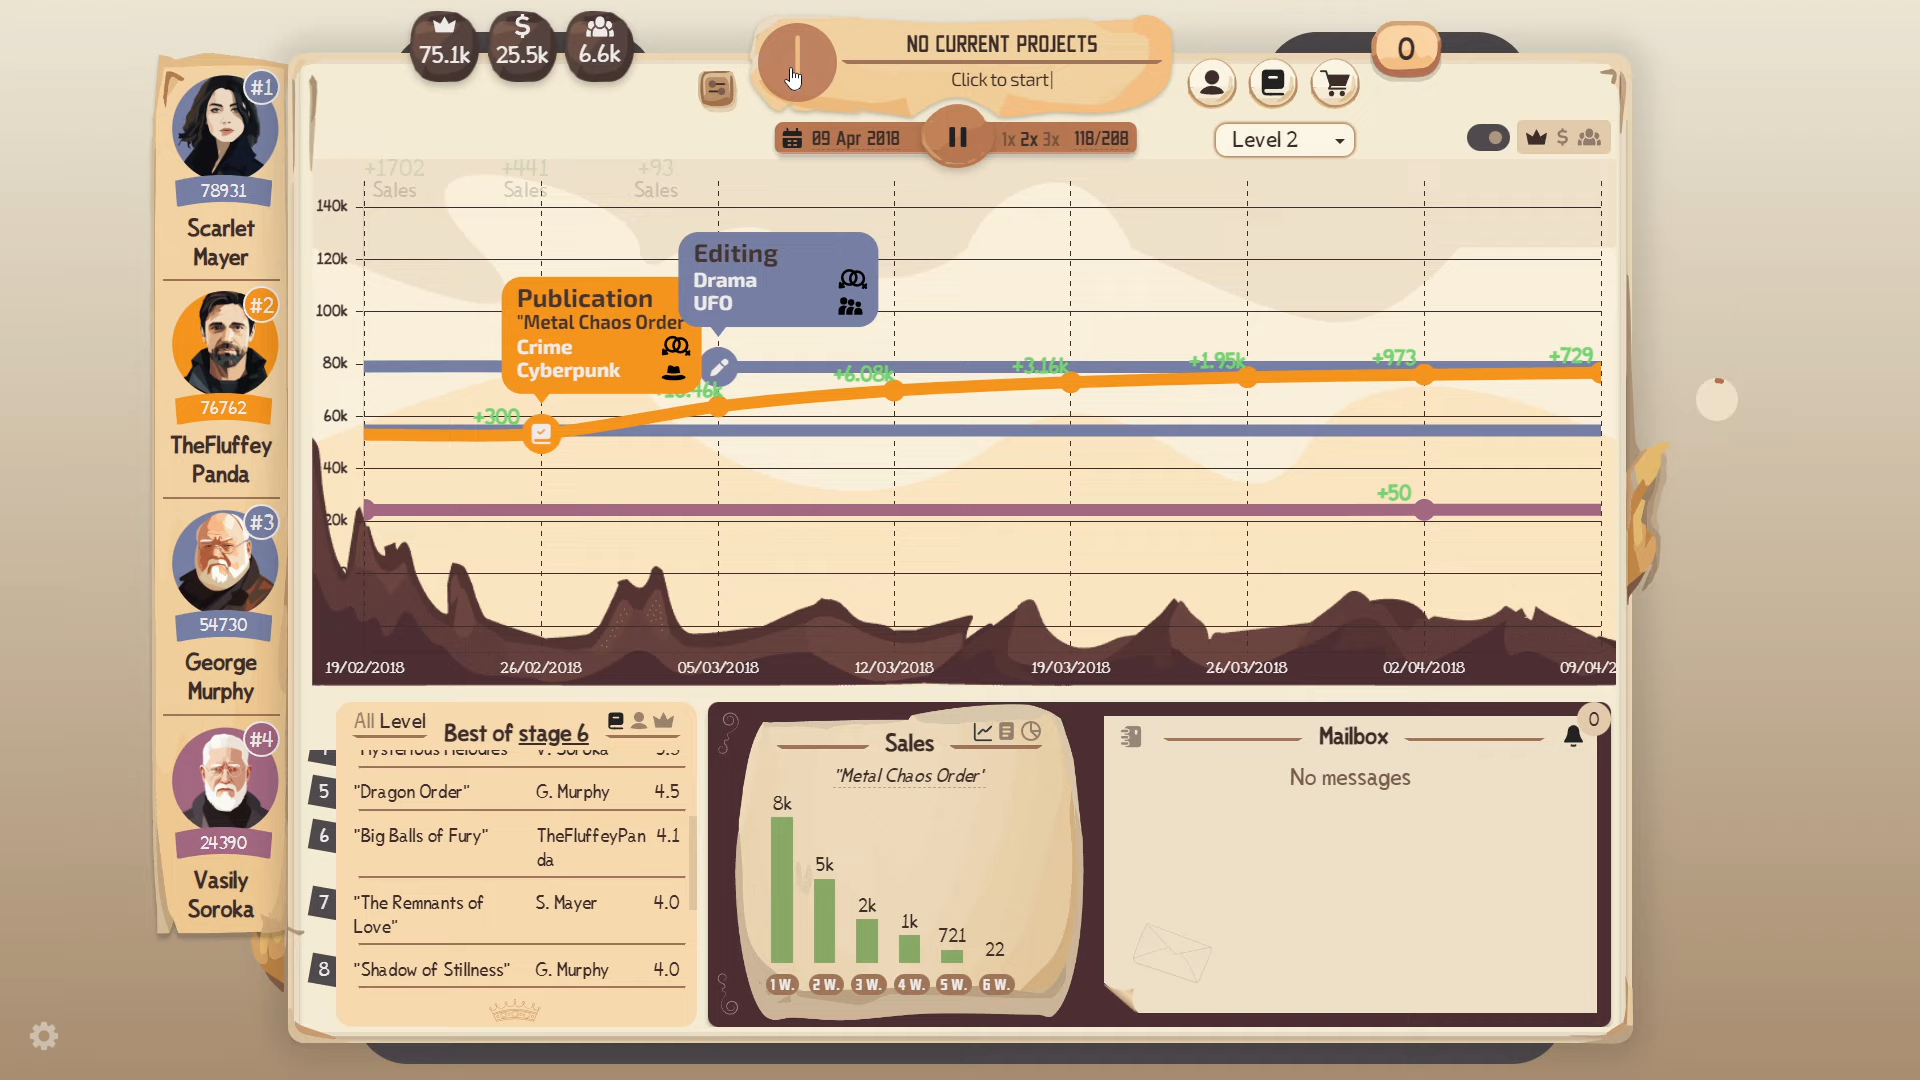 75.1k
25.5k
6.6k
NO CURRENT PROJECTS
Click to start
0
09 Apr 2018
1x 2x 3x
118/208
Level 2
#1
78931
Scarlet
Mayer
#2
76762
TheFluffey
Panda
#3
54730
George
Murphy
#4
24390
Vasily
Soroka
+1702
Sales
+441
Sales
+93
Sales
140k
120k
100k
80k
60k
40k
20k
0
Publication
"Metal Chaos Order
Crime
Cyberpunk
Editing
Drama
UFO
+300
+6.08k
+3.16k
+1.95k
+973
+729
+50
19/02/2018
26/02/2018
05/03/2018
12/03/2018
19/03/2018
26/03/2018
02/04/2018
09/04/2
All Level
Best of stage 6
"Mysterious Melodies" V. Soroka
5 "Dragon Order" G. Murphy 4.5
6 "Big Balls of Fury" TheFluffeyPan 4.1
da
7 "The Remnants of S. Mayer 4.0
Love"
8 "Shadow of Stillness" G. Murphy 4.0
Sales
"Metal Chaos Order"
8k
5k
2k
1k
721
22
1 W. 2 W. 3 W. 4 W. 5 W. 6 W.
Mailbox
0
No messages